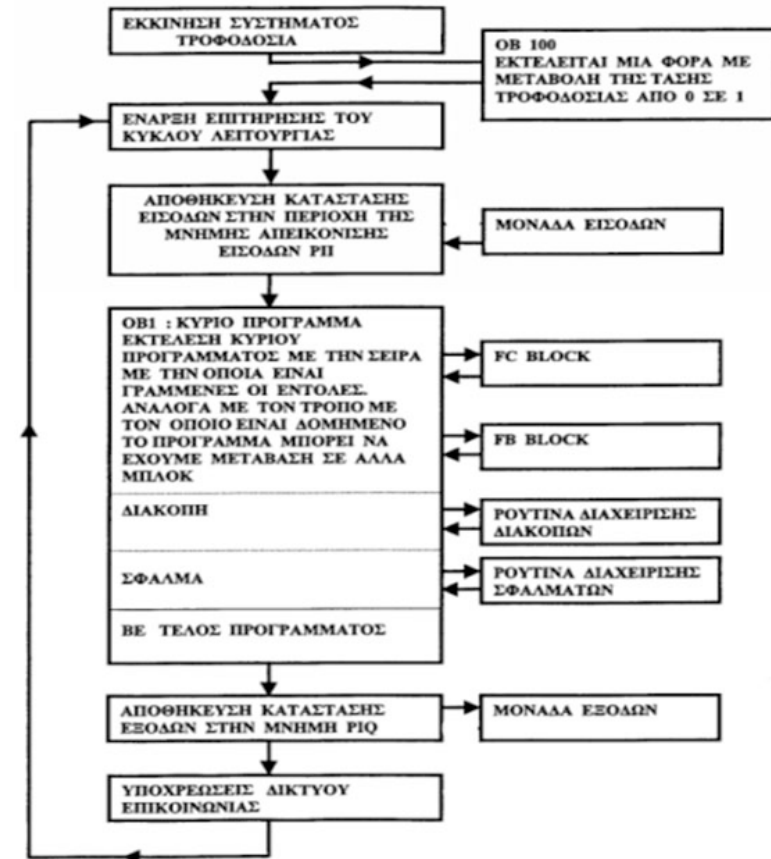 ΕΚΚΙΝΗΣΗ ΣΥΣΤΗΜΑΤΟΣ
ΤΡΟΦΟΔΟΣΙΑ
OB 100
ΕΚΤΕΛΕΙΤΑΙ ΜΙΑ ΦΟΡΑ ΜΕ
ΜΕΤΑΒΟΛΗ ΤΗΣ ΤΑΣΗΣ
ΤΡΟΦΟΔΟΣΙΑΣ ΑΠΟ 0 ΣΕ 1
ΕΝΑΡΞΗ ΕΠΙΤΗΡΗΣΗΣ ΤΟΥ
ΚΥΚΛΟΥ ΛΕΙΤΟΥΡΓΙΑΣ
ΑΠΟΘΗΚΕΥΣΗ ΚΑΤΑΣΤΑΣΗΣ
ΕΙΣΟΔΩΝ ΣΤΗΝ ΠΕΡΙΟΧΗ ΤΗΣ
ΜΝΗΜΗΣ ΑΠΕΙΚΟΝΙΣΗΣ
ΕΙΣΟΔΩΝ PII
ΜΟΝΑΔΑ ΕΙΣΟΔΩΝ
OB1 : ΚΥΡΙΟ ΠΡΟΓΡΑΜΜΑ
ΕΚΤΕΛΕΣΗ ΚΥΡΙΟΥ
ΠΡΟΓΡΑΜΜΑΤΟΣ ΜΕ ΤΗΝ ΣΕΙΡΑ
ΜΕ ΤΗΝ ΟΠΟΙΑ ΕΙΝΑΙ
ΓΡΑΜΜΕΝΕΣ ΟΙ ΕΝΤΟΛΕΣ.
ΑΝΑΛΟΓΑ ΜΕ ΤΟΝ ΤΡΟΠΟ ΜΕ
ΤΟΝ ΟΠΟΙΟ ΕΙΝΑΙ ΔΟΜΗΜΕΝΟ
ΤΟ ΠΡΟΓΡΑΜΜΑ ΜΠΟΡΕΙ ΝΑ
ΕΧΟΥΜΕ ΜΕΤΑΒΑΣΗ ΣΕ ΑΛΛΑ
ΜΠΛΟΚ
FC BLOCK
FB BLOCK
ΔΙΑΚΟΠΗ
ΡΟΥΤΙΝΑ ΔΙΑΧΕΙΡΙΣΗΣ
ΔΙΑΚΟΠΩΝ
ΣΦΑΛΜΑ
ΡΟΥΤΙΝΑ ΔΙΑΧΕΙΡΙΣΗΣ
ΣΦΑΛΜΑΤΩΝ
BE ΤΕΛΟΣ ΠΡΟΓΡΑΜΜΑΤΟΣ
ΑΠΟΘΗΚΕΥΣΗ ΚΑΤΑΣΤΑΣΗΣ
ΕΞΟΔΩΝ ΣΤΗΝ ΜΝΗΜΗ PIQ
ΜΟΝΑΔΑ ΕΞΟΔΩΝ
ΥΠΟΧΡΕΩΣΕΙΣ ΔΙΚΤΥΟΥ
ΕΠΙΚΟΙΝΩΝΙΑΣ